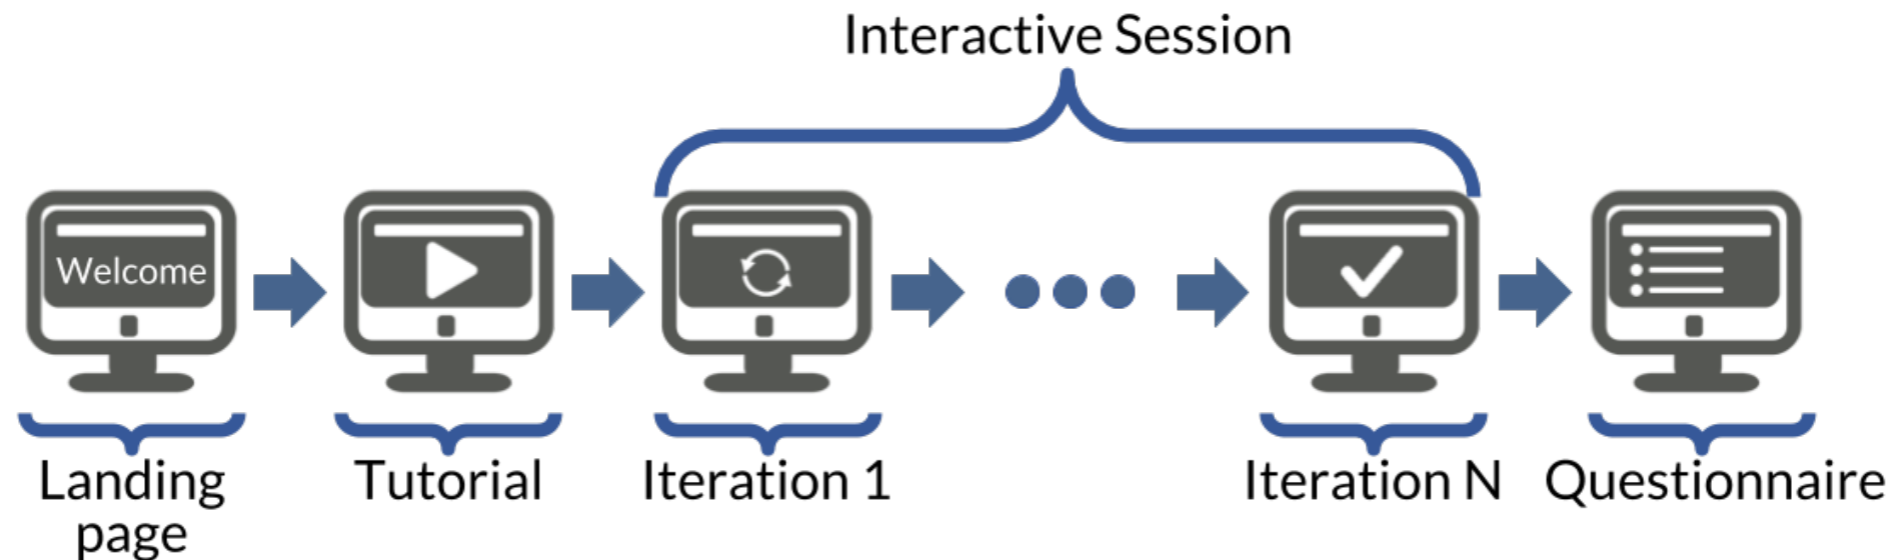 Interactive Session
Welcome
Landing
page
Tutorial
Iteration 1
Iteration N
Questionnaire